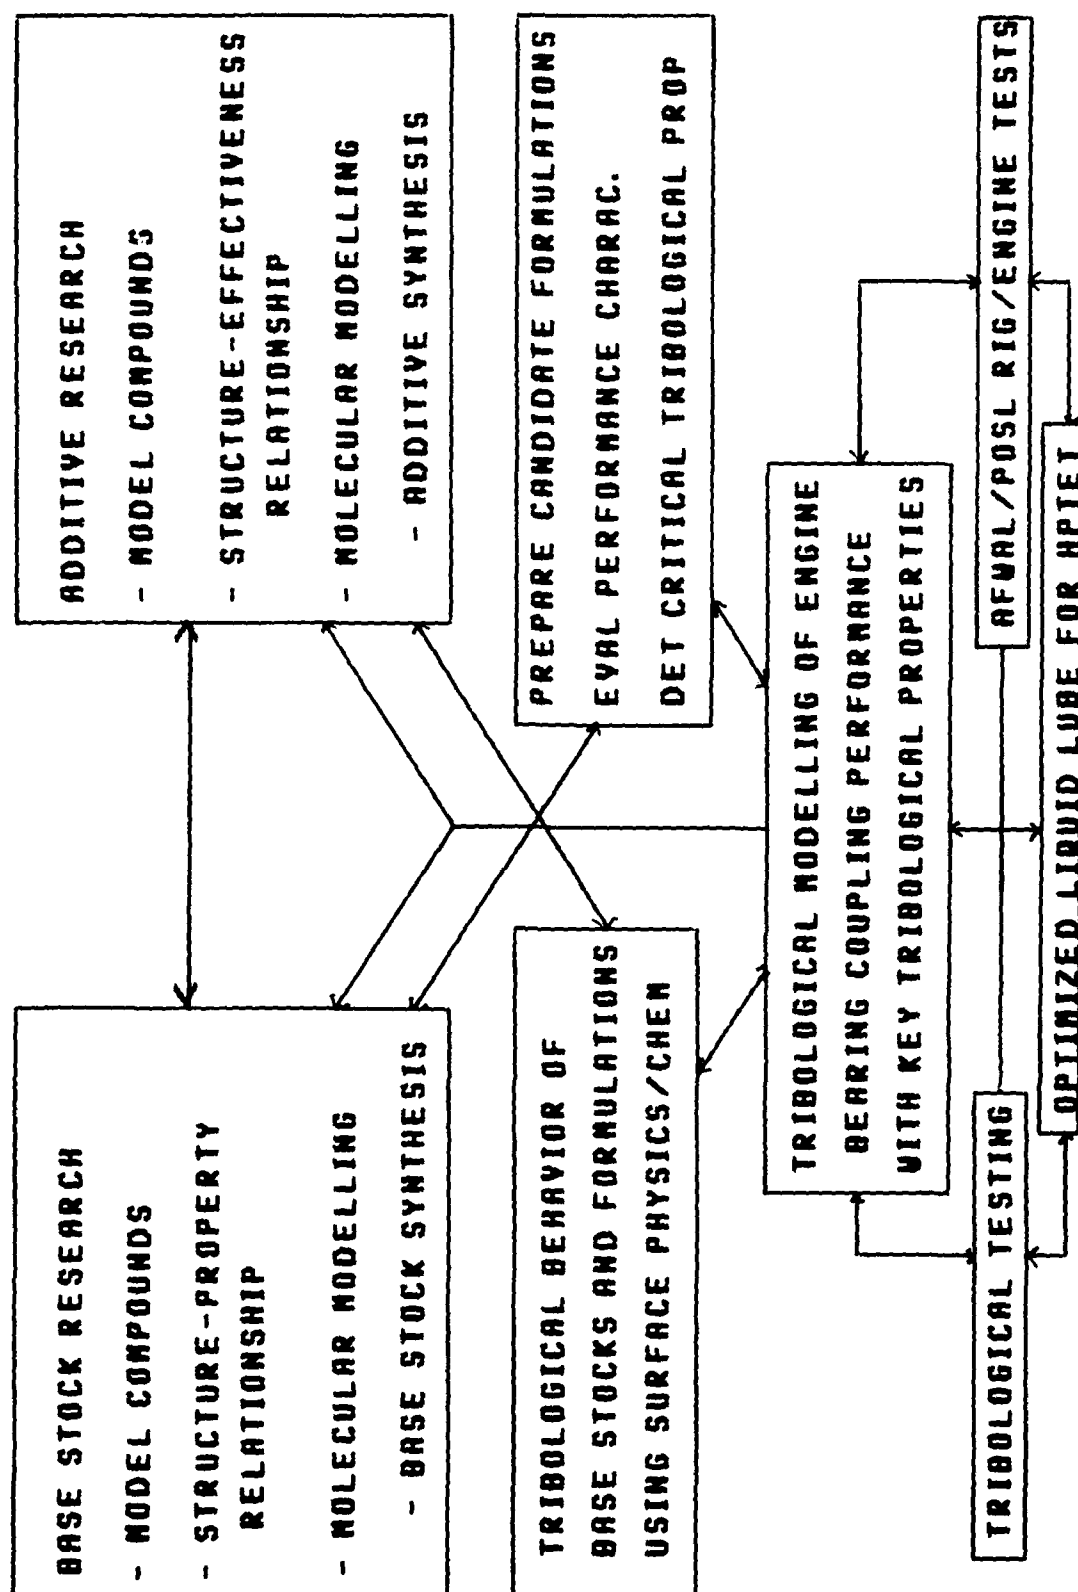 BASE STOCK RESEARCH
- MODEL COMPOUNDS
- STRUCTURE-PROPERTY
RELATIONSHIP
- MOLECULAR MODELLING
- BASE STOCK SYNTHESIS
ADDITIVE RESEARCH
- MODEL COMPOUNDS
- STRUCTURE-EFFECTIVENESS
RELATIONSHIP
- MOLECULAR MODELLING
- ADDITIVE SYNTHESIS
TRIBOLOGICAL BEHAVIOR OF
BASE STOCKS AND FORMULATIONS
USING SURFACE PHYSICS/CHEM
PREPARE CANDIDATE FORMULATIONS
EVAL PERFORMANCE CHARAC.
DET CRITICAL TRIBOLOGICAL PROP
TRIBOLOGICAL MODELLING OF ENGINE
BEARING COUPLING PERFORMANCE
WITH KEY TRIBOLOGICAL PROPERTIES
TRIBOLOGICAL TESTING
AFWAL/POSL RIG/ENGINE TESTS
OPTIMIZED LIQUID LUBE FOR HPTET